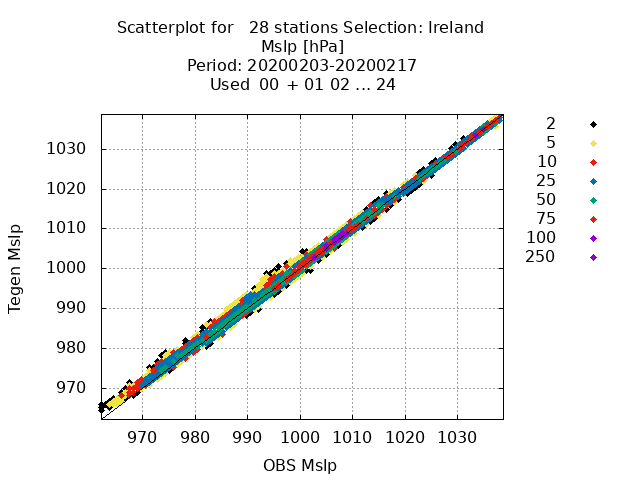 Scatterplot for   28 stations Selection: Ireland
Mslp [hPa]
Period: 20200203-20200217
Used  00 + 01 02 ... 24
Tegen Mslp
1030
1020
1010
1000
990
980
970
970 980 990 1000 1010 1020 1030
OBS Mslp
2
5
10
25
50
75
100
250